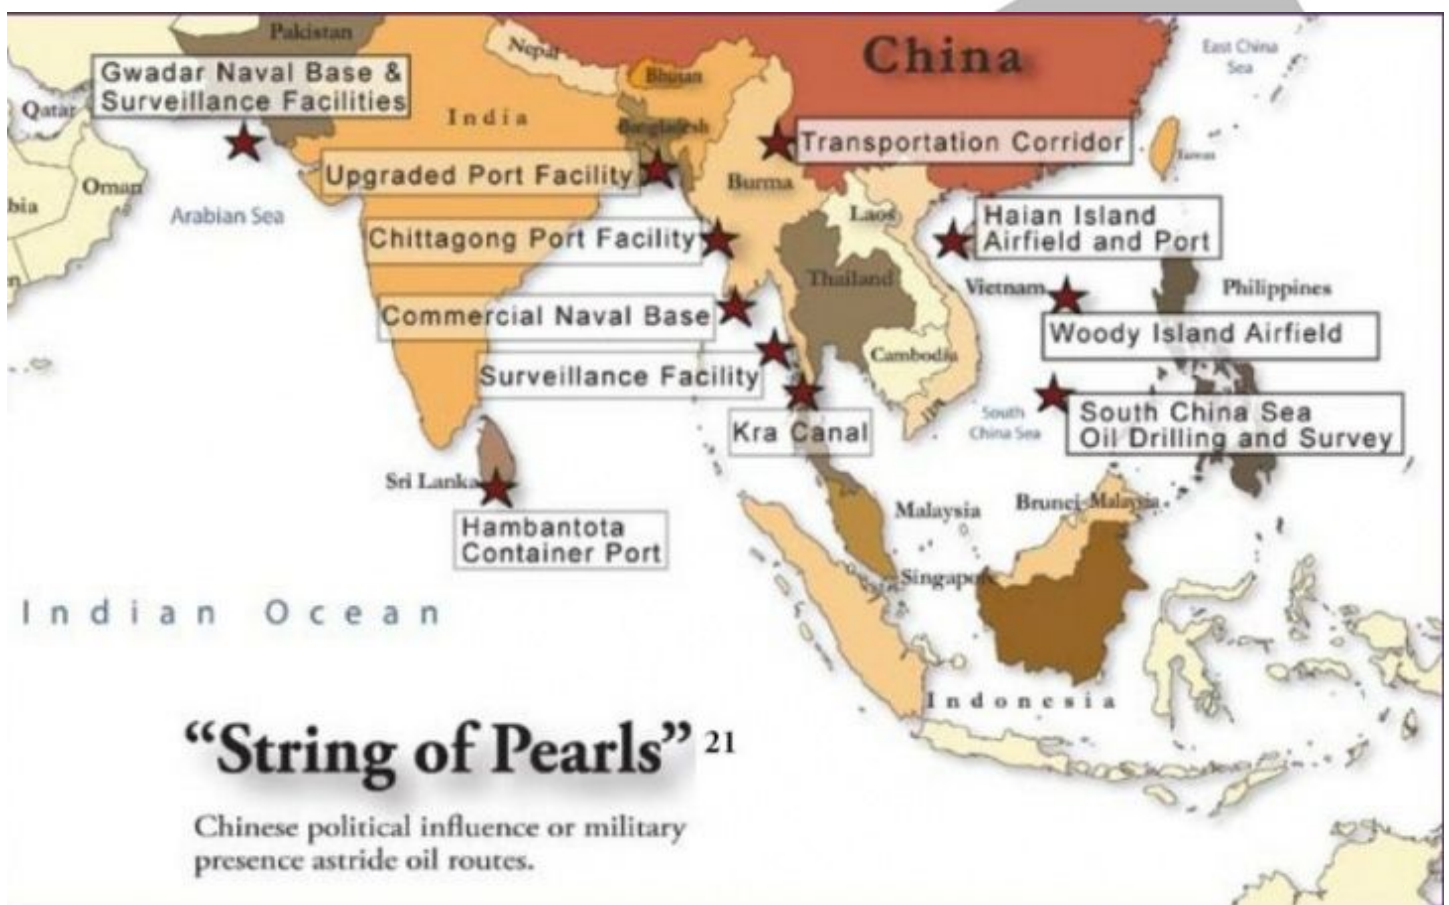 Pakistan
Nepal
China
East China
Sea
Gwadar Naval Base &
Surveillance Facilities
Bhutan
Qatar
India
Bangladesh
Transportation Corridor
Taiwan
Upgraded Port Facility
Burma
Oman
bia
Arabian Sea
Laos
Haian Island
Airfield and Port
Chittagong Port Facility
Thailand
Vietnam
Philippines
n
Commercial Naval Base
Woody Island Airfield
Cambodia
Surveillance Facility
South
China Sea
South China Sea
Oil Drilling and Survey
Kra Canal
Sri Lanka
Malaysia
Brunei-Malaysia
Hambantota
Container Port
Singapore
Indian Ocean
Indonesia
“String of Pearls” 21
Chinese political influence or military
presence astride oil routes.